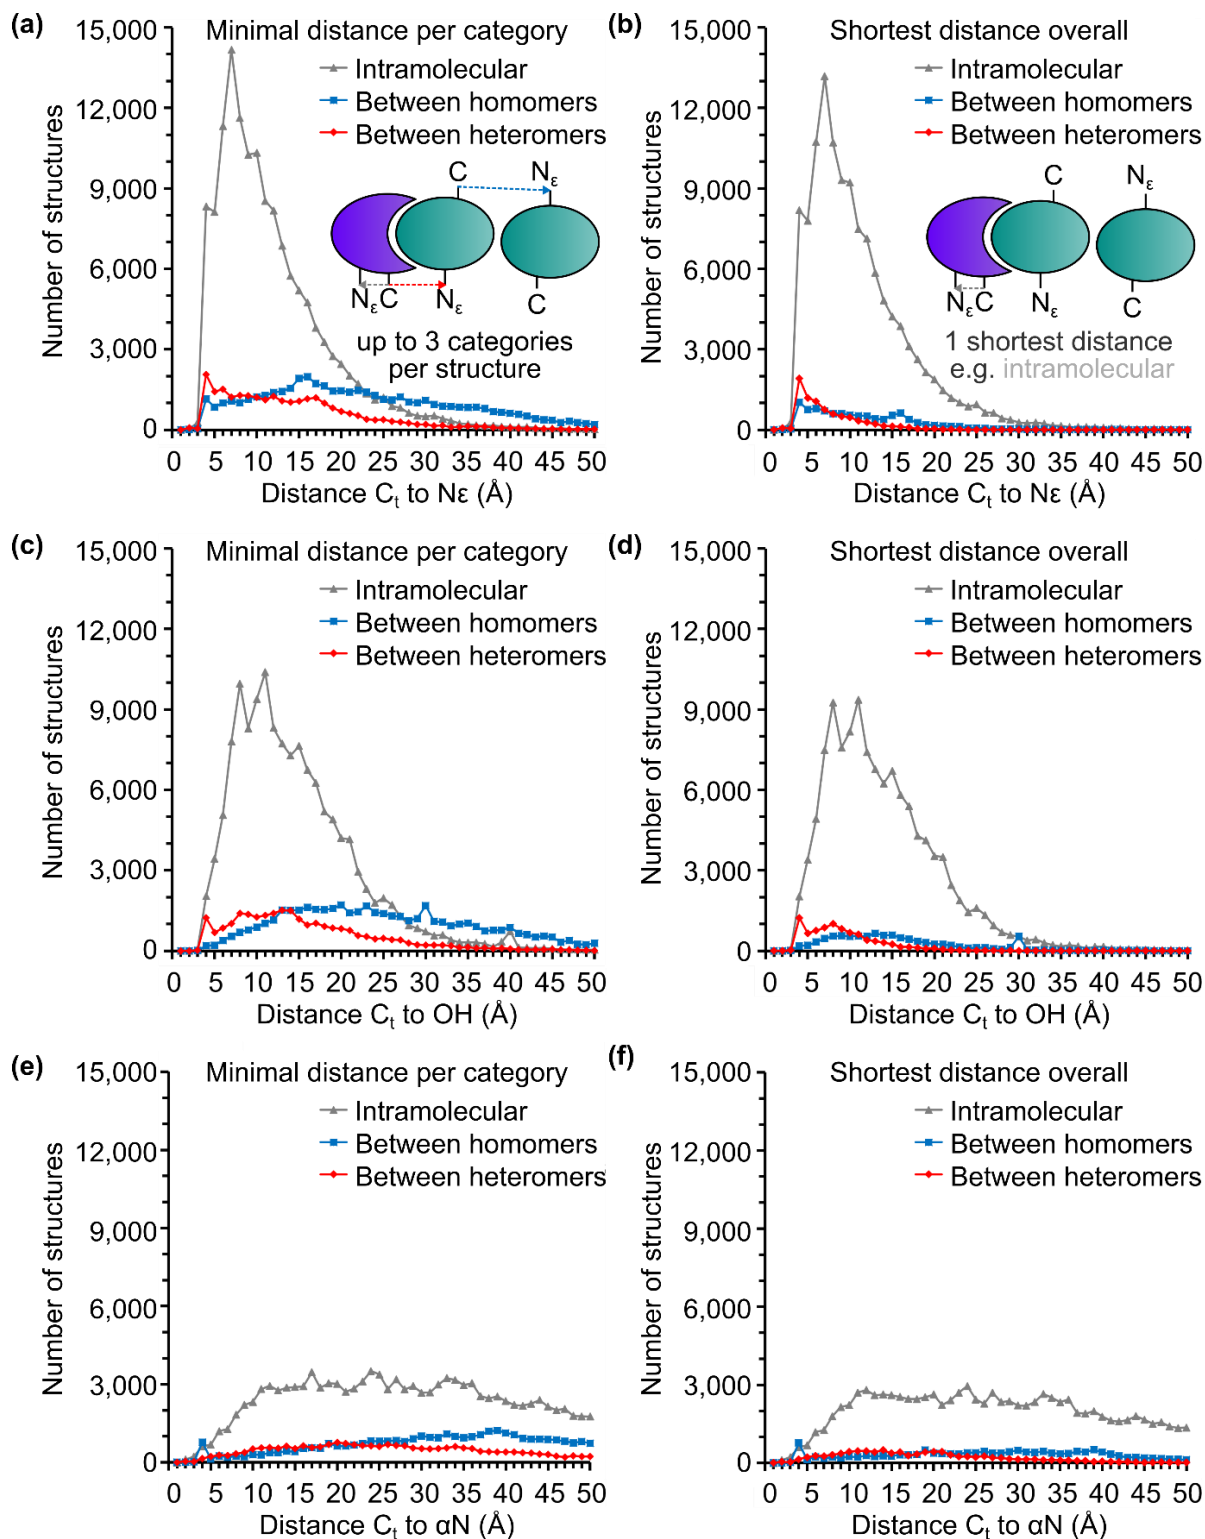 (a)
Minimal distance per category
Intramolecular
Between homomers
Between heteromers
Number of structures
15,000
12,000
9,000
6,000
3,000
0
C
Nε
NεC
Nε
C
up to 3 categories
per structure
0 5 10 15 20 25 30 35 40 45 50
Distance Ct to Nε (Å)
(b)
Shortest distance overall
Intramolecular
Between homomers
Between heteromers
Number of structures
15,000
12,000
9,000
6,000
3,000
0
C
Nε
NεC
Nε
C
1 shortest distance
e.g. intramolecular
0 5 10 15 20 25 30 35 40 45 50
Distance Ct to Nε (Å)
(c)
Minimal distance per category
Intramolecular
Between homomers
Between heteromers
Number of structures
15,000
12,000
9,000
6,000
3,000
0
0 5 10 15 20 25 30 35 40 45 50
Distance Ct to OH (Å)
(d)
Shortest distance overall
Intramolecular
Between homomers
Between heteromers
Number of structures
15,000
12,000
9,000
6,000
3,000
0
0 5 10 15 20 25 30 35 40 45 50
Distance Ct to OH (Å)
(e)
Minimal distance per category
Intramolecular
Between homomers
Between heteromers
Number of structures
15,000
12,000
9,000
6,000
3,000
0
0 5 10 15 20 25 30 35 40 45 50
Distance Ct to αN (Å)
(f)
Shortest distance overall
Intramolecular
Between homomers
Between heteromers
Number of structures
15,000
12,000
9,000
6,000
3,000
0
0 5 10 15 20 25 30 35 40 45 50
Distance Ct to αN (Å)